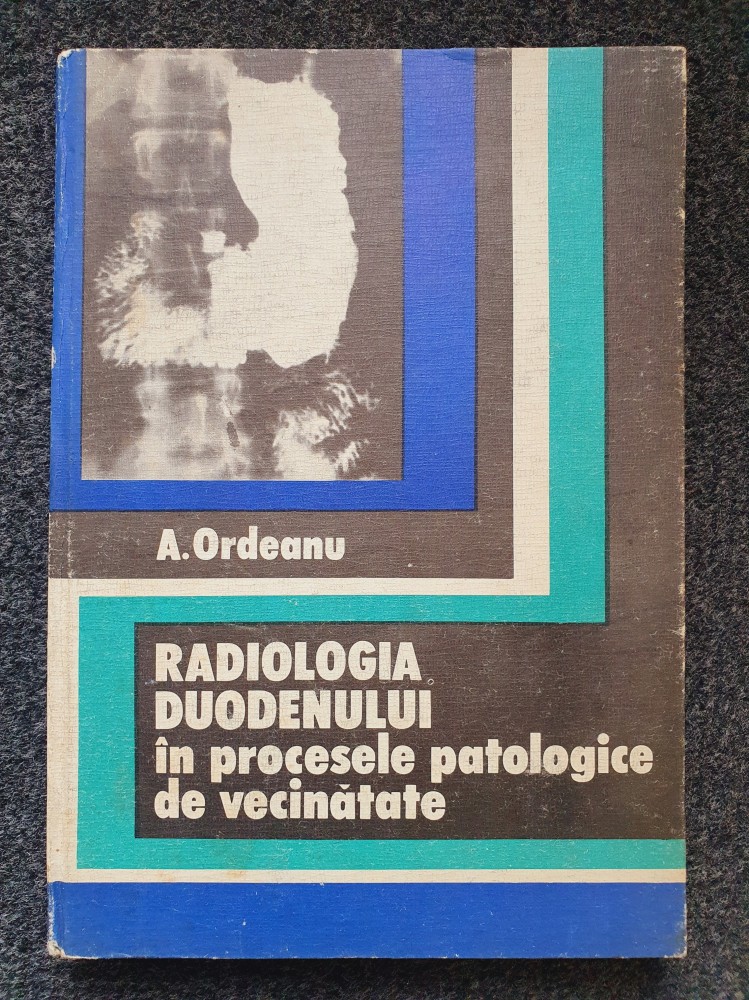 A. Ordeanu
RADIOLOGIA
DUODENULUI
în procesele patologice
de vecinătate